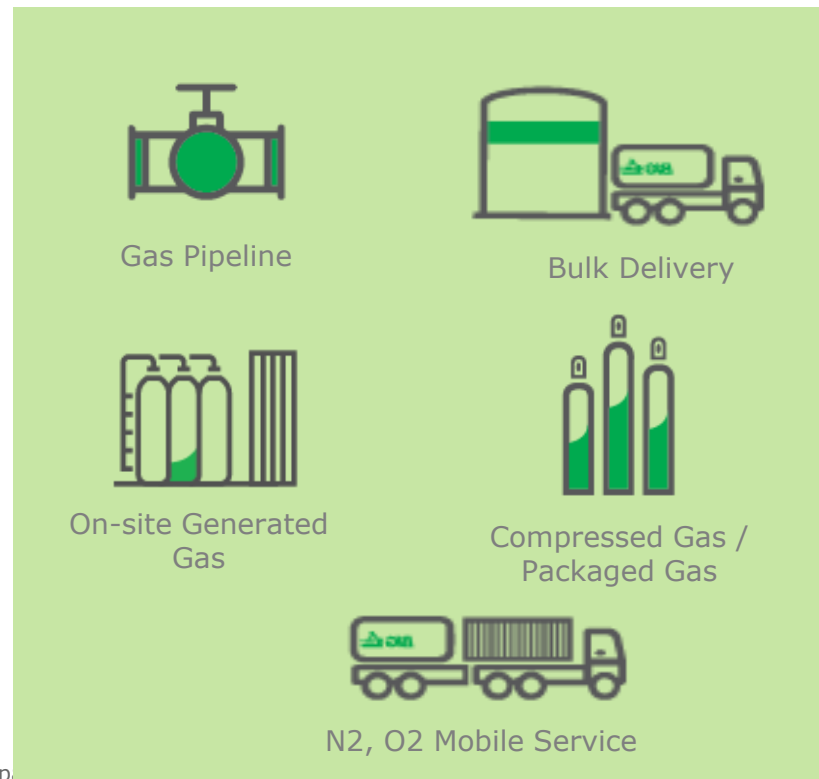 Gas Pipeline
Bulk Delivery
On-site Generated
Gas
Compressed Gas /
Packaged Gas
N2, O2 Mobile Service